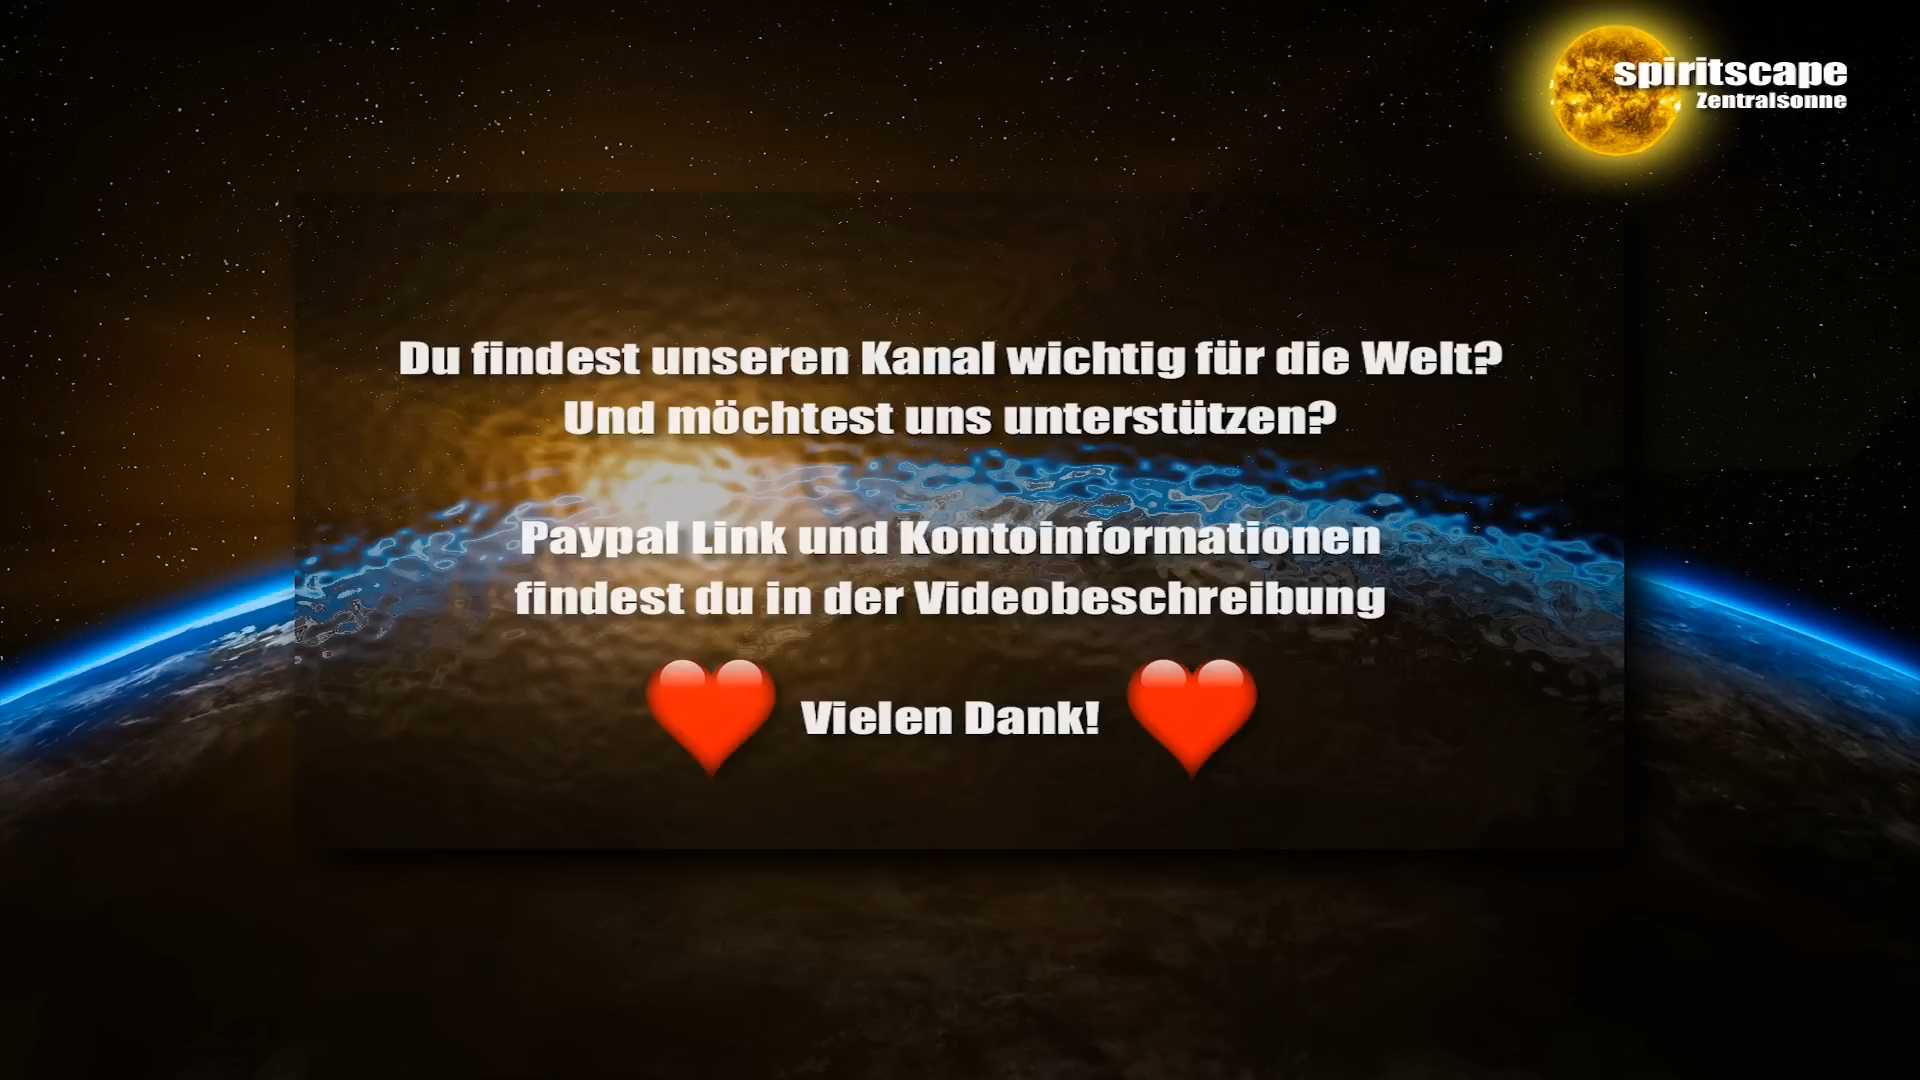 spiritscape
Zentralsonne
Du findest unseren Kanal wichtig für die Welt?
Und möchtest uns unterstützen?
Paypal Link und Kontoinformationen
findest du in der Videobeschreibung
Vielen Dank!